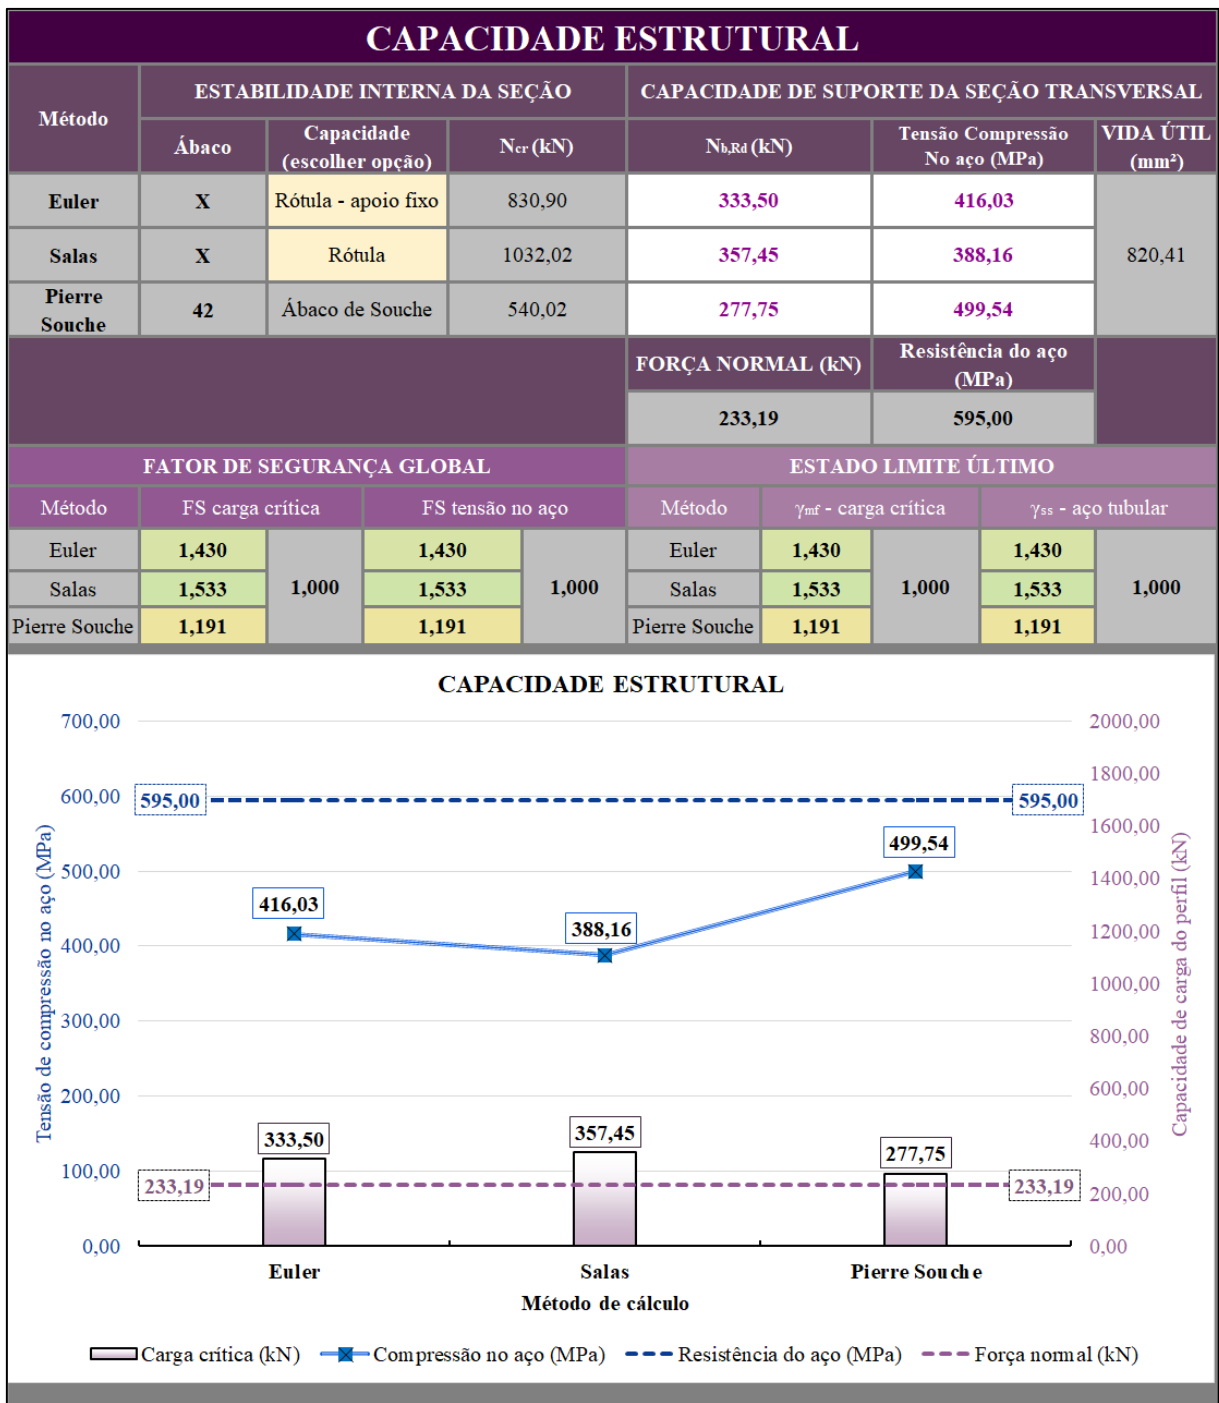 CAPACIDADE ESTRUTURAL
Método
ESTABILIDADE INTERNA DA SEÇÃO
CAPACIDADE DE SUPORTE DA SEÇÃO TRANSVERSAL
Ábaco
Capacidade
(escolher opção)
Ncr (kN)
Nb,Rd (kN)
Tensão Compressão
No aço (MPa)
VIDA ÚTIL
(mm²)
Euler X Rótula - apoio fixo 830,90 333,50 416,03
Salas X Rótula 1032,02 357,45 388,16 820,41
Pierre
Souche
42 Ábaco de Souche 540,02 277,75 499,54
FORÇA NORMAL (kN)
Resistência do aço
(MPa)
233,19 595,00
FATOR DE SEGURANÇA GLOBAL
ESTADO LIMITE ÚLTIMO
Método FS carga crítica FS tensão no aço Método γmf - carga crítica γss - aço tubular
Euler 1,430 1,430 Euler 1,430 1,430
Salas 1,533 1,000 1,533 1,000 Salas 1,533 1,000 1,533 1,000
Pierre Souche 1,191 1,191 Pierre Souche 1,191 1,191
CAPACIDADE ESTRUTURAL
700,00
600,00
500,00
400,00
300,00
200,00
100,00
0,00
Tensão de compressão no aço (MPa)
2000,00
1800,00
1600,00
1400,00
1200,00
1000,00
800,00
600,00
400,00
200,00
0,00
Capacidade de carga do perfil (kN)
595,00
595,00
416,03
388,16
499,54
333,50
357,45
277,75
233,19
233,19
Euler
Salas
Pierre Souche
Método de cálculo
Carga crítica (kN) Compressão no aço (MPa) Resistência do aço (MPa) Força normal (kN)